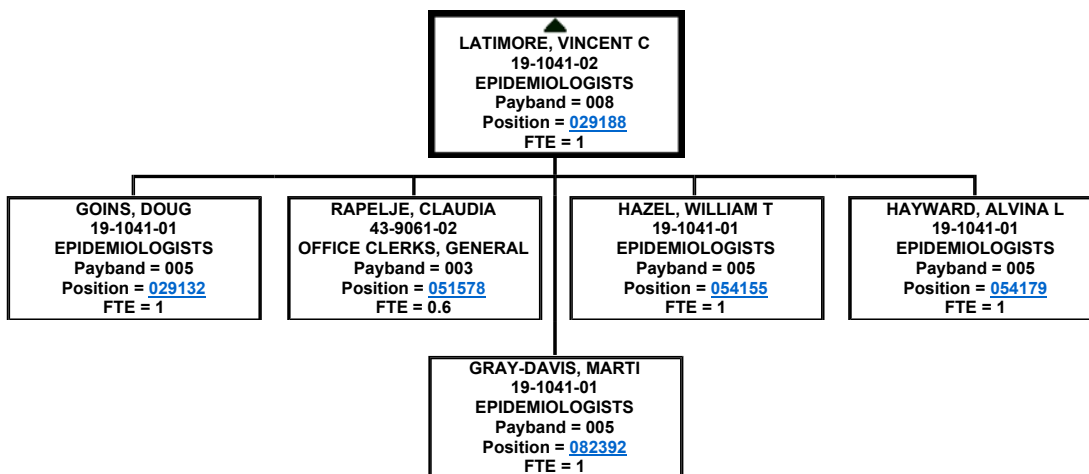 LATIMORE, VINCENT C
19-1041-02
EPIDEMIOLOGISTS
Payband = 008
Position = 029188
FTE = 1
GOINS, DOUG
19-1041-01
EPIDEMIOLOGISTS
Payband = 005
Position = 029132
FTE = 1
RAPELJE, CLAUDIA
43-9061-02
OFFICE CLERKS, GENERAL
Payband = 003
Position = 051578
FTE = 0.6
HAZEL, WILLIAM T
19-1041-01
EPIDEMIOLOGISTS
Payband = 005
Position = 054155
FTE = 1
HAYWARD, ALVINA L
19-1041-01
EPIDEMIOLOGISTS
Payband = 005
Position = 054179
FTE = 1
GRAY-DAVIS, MARTI
19-1041-01
EPIDEMIOLOGISTS
Payband = 005
Position = 082392
FTE = 1